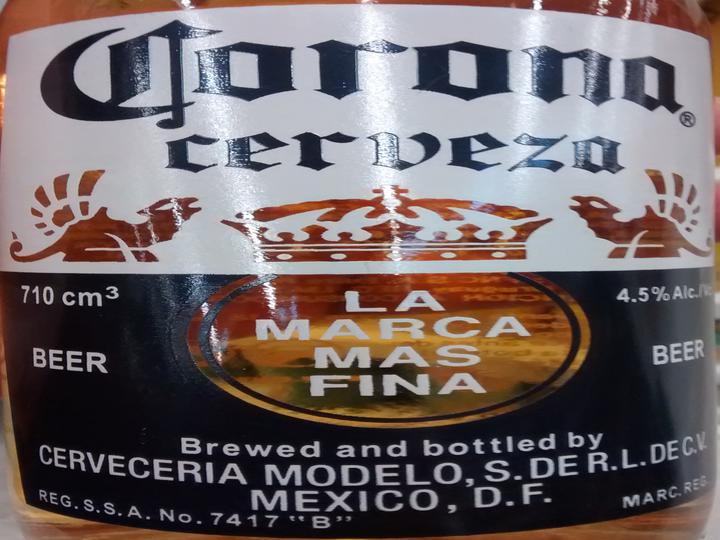 Corona®
cerveza
710 cm³
4.5% Alc./
LA
MARCA
MAS
FINA
BEER
BEER
Brewed and bottled by
CERVECERIA MODELO, S. DE R.L. DE C.V.
MEXICO, D.F.
REG. S.S.A. No. 7417 "B"
MARC. REG.